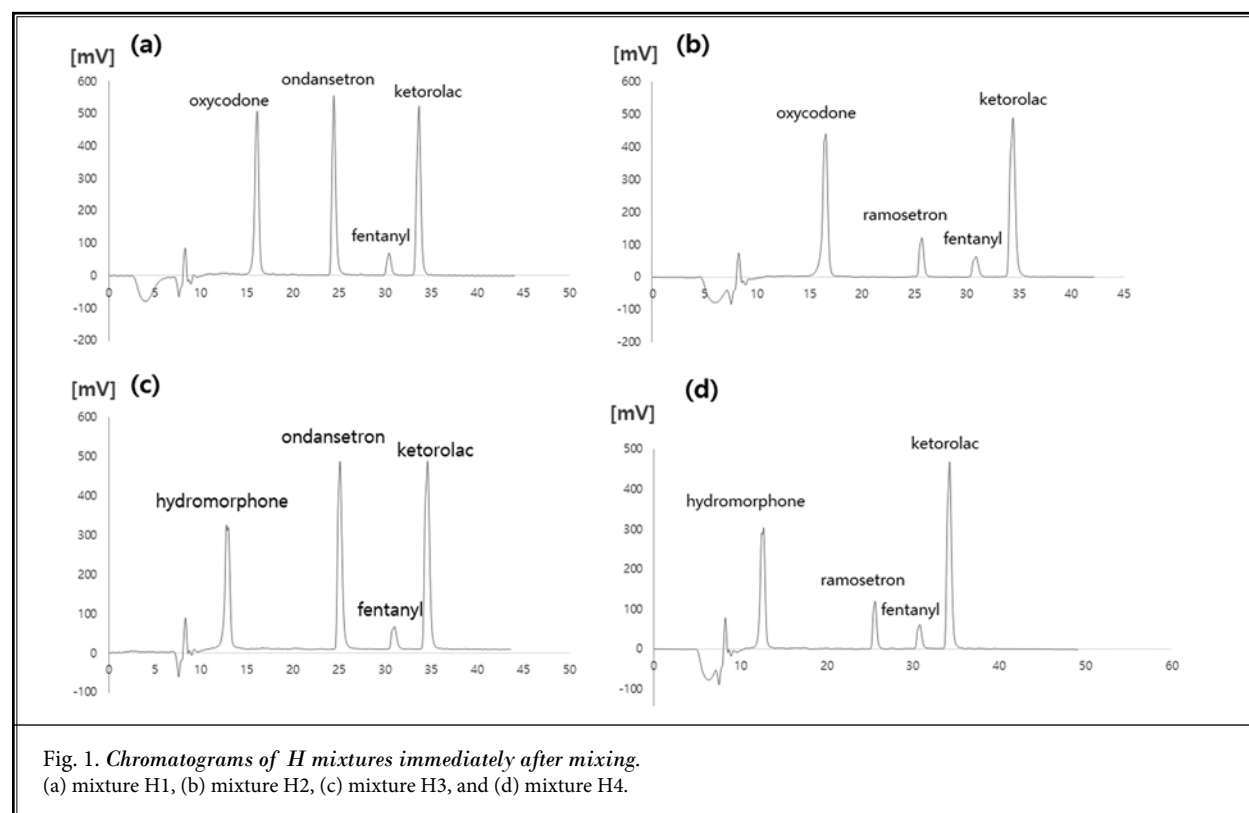 (a)
[mV]
600
500
400
300
200
100
0
-100
-200
oxycodone
ondansetron
fentanyl
ketorolac
0 5 10 15 20 25 30 35 40 45 50
(b)
[mV]
600
500
400
300
200
100
0
-100
-200
oxycodone
ramosetron
fentanyl
ketorolac
0 5 10 15 20 25 30 35 40 45
(c)
[mV]
600
500
400
300
200
100
0
-100
hydromorphone
ondansetron
fentanyl
ketorolac
0 5 10 15 20 25 30 35 40 45 50
(d)
[mV]
500
400
300
200
100
0
-100
hydromorphone
ramosetron
fentanyl
ketorolac
0 10 20 30 40 50 60
Fig. 1. Chromatograms of H mixtures immediately after mixing.
(a) mixture H1, (b) mixture H2, (c) mixture H3, and (d) mixture H4.